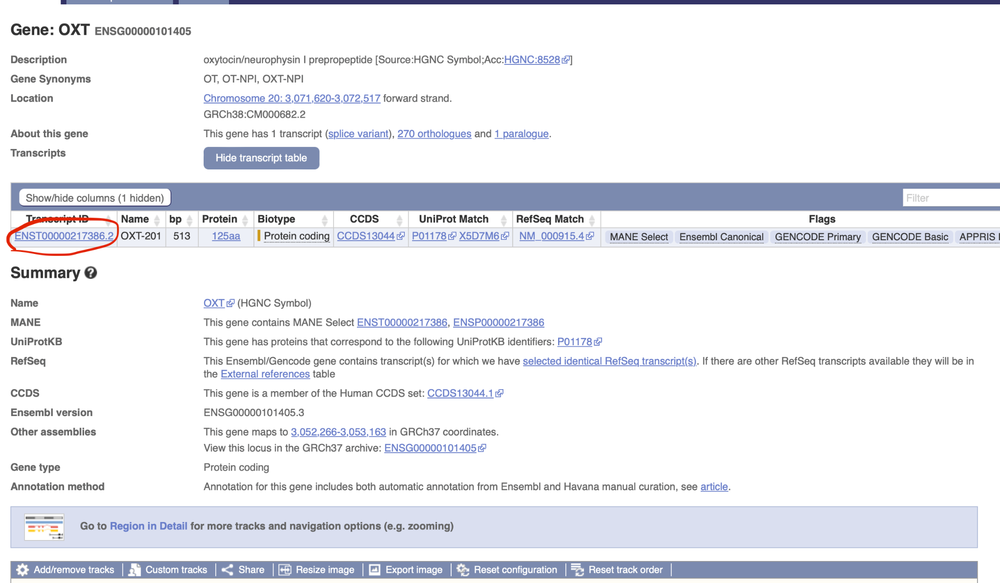 Gene: OXT ENSG00000101405
Description oxytocin/neurophysin I prepropeptide [Source:HGNC Symbol;Acc:HGNC:8528]
Gene Synonyms OT, OT-NPI, OXT-NPI
Location Chromosome 20: 3,071,620-3,072,517 forward strand.
GRCh38:CM000682.2
About this gene This gene has 1 transcript (splice variant), 270 orthologues and 1 paralogue.
Transcripts Hide transcript table
Show/hide columns (1 hidden) Filter
Transcript ID Name bp Protein Biotype CCDS UniProt Match RefSeq Match Flags
ENST00000217386.2 OXT-201 513 125aa Protein coding CCDS13044 P01178 X5D7M6 NM_000915.4 MANE Select Ensembl Canonical GENCODE Primary GENCODE Basic APPRIS
Summary ?
Name OXT (HGNC Symbol)
MANE This gene contains MANE Select ENST00000217386, ENSP00000217386
UniProtKB This gene has proteins that correspond to the following UniProtKB identifiers: P01178
RefSeq This Ensembl/Gencode gene contains transcript(s) for which we have selected identical RefSeq transcript(s). If there are other RefSeq transcripts available they will be in
the External references table
CCDS This gene is a member of the Human CCDS set: CCDS13044.1
Ensembl version ENSG00000101405.3
Other assemblies This gene maps to 3,052,266-3,053,163 in GRCh37 coordinates.
View this locus in the GRCh37 archive: ENSG00000101405
Gene type Protein coding
Annotation method Annotation for this gene includes both automatic annotation from Ensembl and Havana manual curation, see article.
Go to Region in Detail for more tracks and navigation options (e.g. zooming)
Add/remove tracks Custom tracks Share Resize image Export image Reset configuration Reset track order